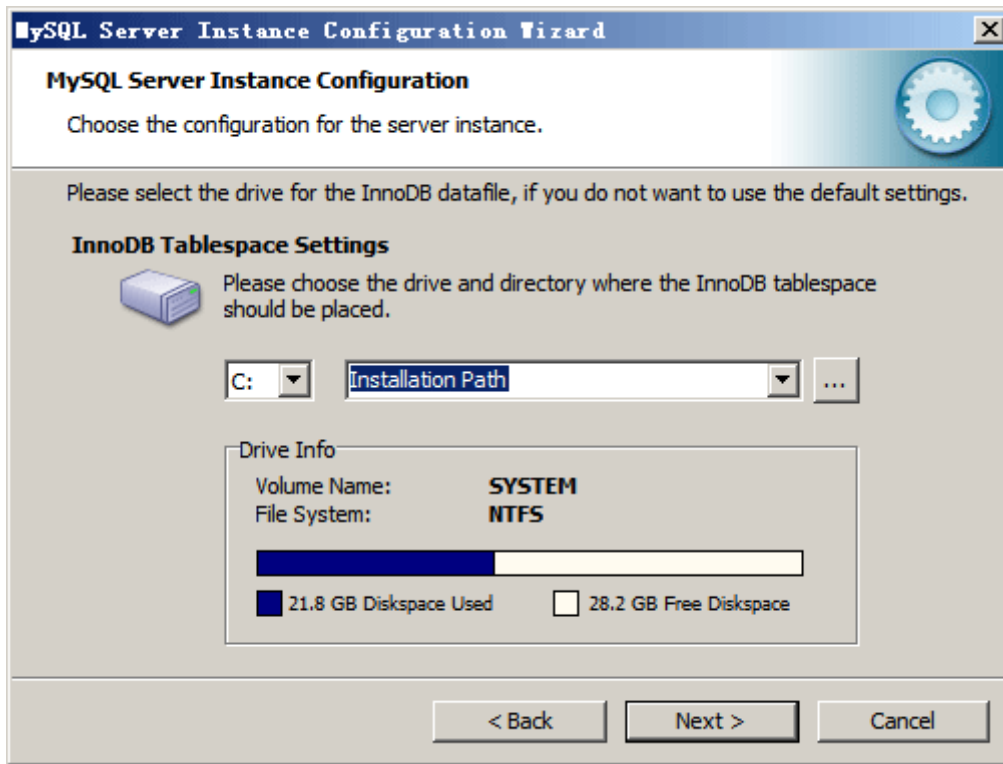 MySQL Server Instance Configuration Wizard
MySQL Server Instance Configuration
Choose the configuration for the server instance.
Please select the drive for the InnoDB datafile, if you do not want to use the default settings.
InnoDB Tablespace Settings
Please choose the drive and directory where the InnoDB tablespace
should be placed.
C: Installation Path ...
Drive Info
Volume Name: SYSTEM
File System: NTFS
21.8 GB Diskspace Used 28.2 GB Free Diskspace
< Back Next > Cancel